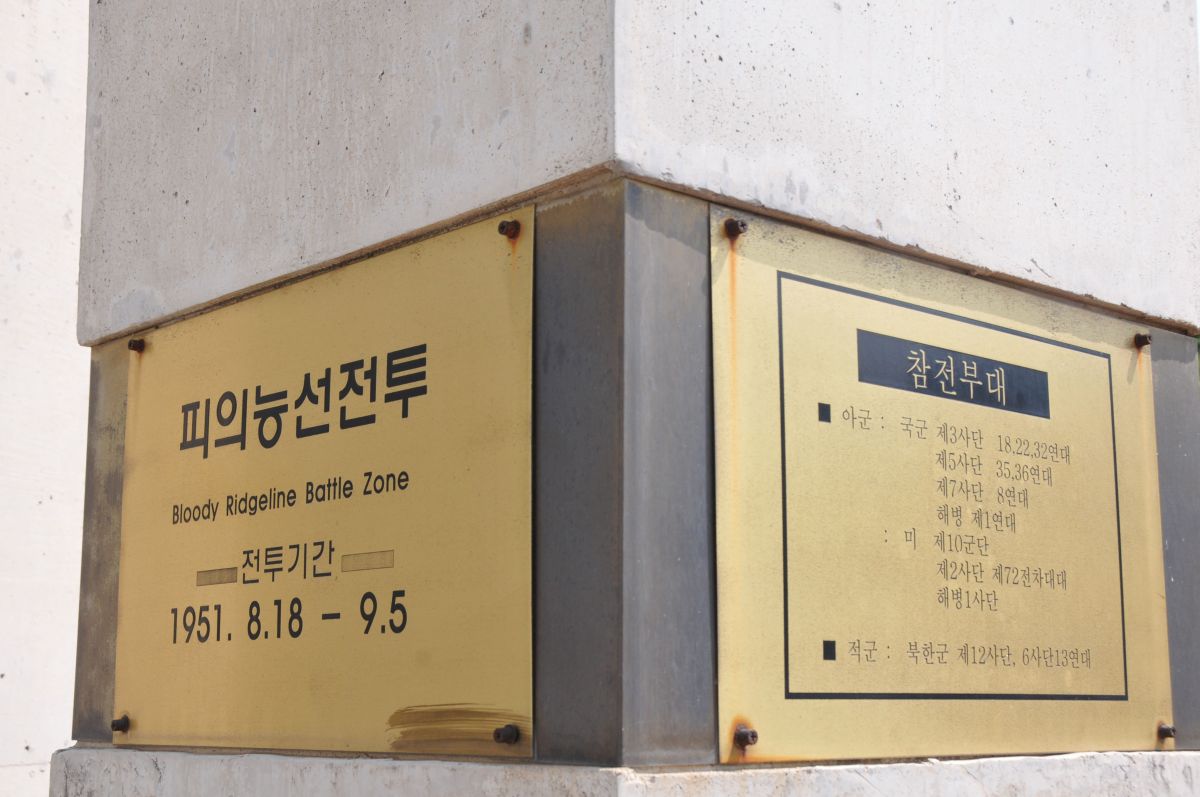 피의능선전투
Bloody Ridgeline Battle Zone
전투기간
1951. 8.18 – 9.5
참전부대
■ 아군 : 국군 제3사단 18.22,32연대
제5사단 35.36연대
제7사단 8연대
해병 제1연대
: 미 제10군단
제2사단 제72전차대대
해병1사단
■ 적군 : 북한군 제12사단, 6사단13연대